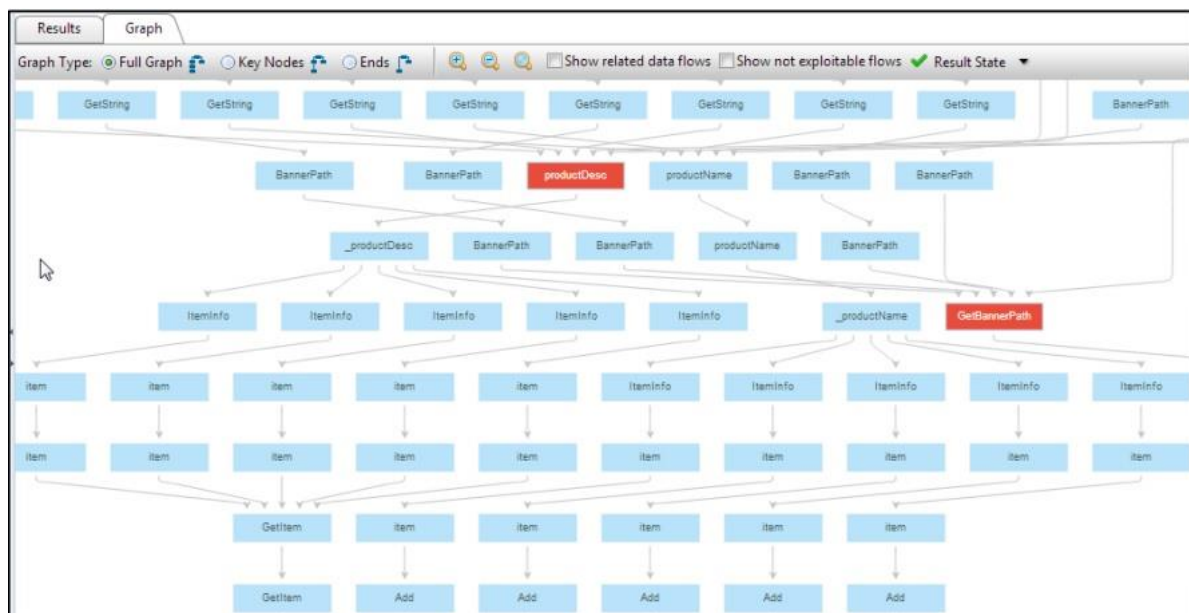 Results Graph
Graph Type: Full Graph Key Nodes Ends Show related data flows Show not exploitable flows Result State
GetString GetString GetString GetString GetString GetString GetString GetString BannerPath
BannerPath BannerPath productDesc productName BannerPath BannerPath
_productDesc BannerPath BannerPath productName BannerPath
ItemInfo ItemInfo ItemInfo ItemInfo ItemInfo _productName GetBannerPath
item item item item item ItemInfo ItemInfo ItemInfo ItemInfo ItemInfo
item item item item item item item item item item
GetItem item item item item item
GetItem Add Add Add Add Add